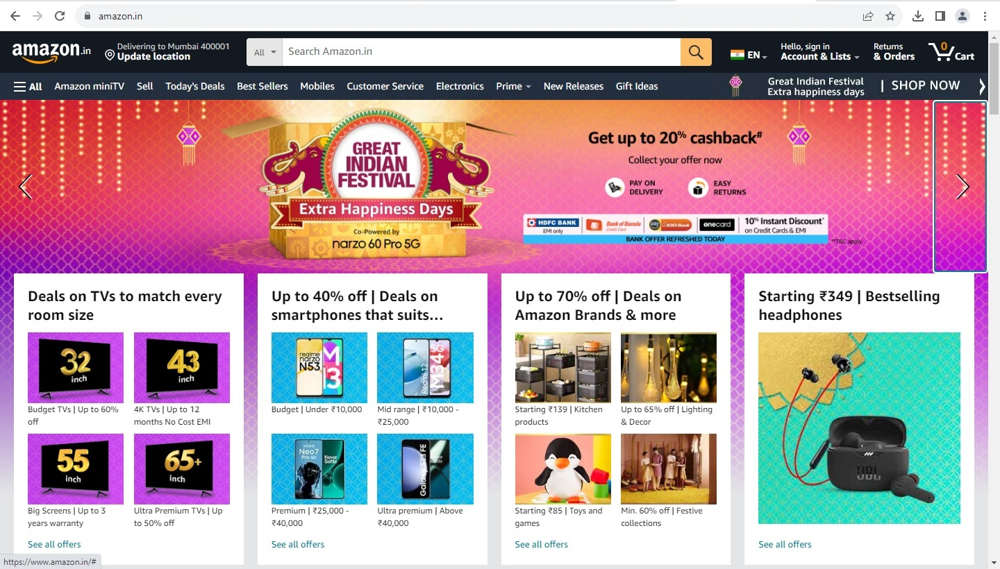 amazon.in
amazon.in
Delivering to Mumbai 400001
Update location
All
Search Amazon.in
EN
Hello, sign in
Account & Lists
Returns
& Orders
0
Cart
All
Amazon miniTV
Sell
Today's Deals
Best Sellers
Mobiles
Customer Service
Electronics
Prime
New Releases
Gift Ideas
Great Indian Festival
Extra happiness days
| SHOP NOW
GREAT
INDIAN
FESTIVAL
Extra Happiness Days
Co-Powered by
narzo 60 Pro 5G
Get up to 20% cashback#
Collect your offer now
PAY ON
DELIVERY
EASY
RETURNS
HDFC BANK
EMI only
Bank of Baroda
Credit Card
pay
ICICI Bank
onecard
10% Instant Discount*
on Credit Cards & EMI
BANK OFFER REFRESHED TODAY
*T&C apply
Deals on TVs to match every
room size
32
inch
43
inch
Budget TVs | Up to 60%
off
4K TVs | Up to 12
months No Cost EMI
55
inch
65+
inch
Big Screens | Up to 3
years warranty
Ultra Premium TVs | Up
to 50% off
See all offers
Up to 40% off | Deals on
smartphones that suits...
realme
narzo
N53
M
3
Redmi 12 5G
M34 5G
Budget | Under ₹10,000
Mid range | ₹10,000 -
₹25,000
iQOO
Neo7
Pro 5G
Never
Settle
Galaxy S23 FE
Never
Settle
Premium | ₹25,000 -
₹40,000
Ultra premium | Above
₹40,000
See all offers
Up to 70% off | Deals on
Amazon Brands & more
Starting ₹139 | Kitchen
products
Up to 65% off | Lighting
& Decor
Starting ₹85 | Toys and
games
Min. 60% off | Festive
collections
See all offers
Starting ₹349 | Bestselling
headphones
JBL
See all offers
https://www.amazon.in/#